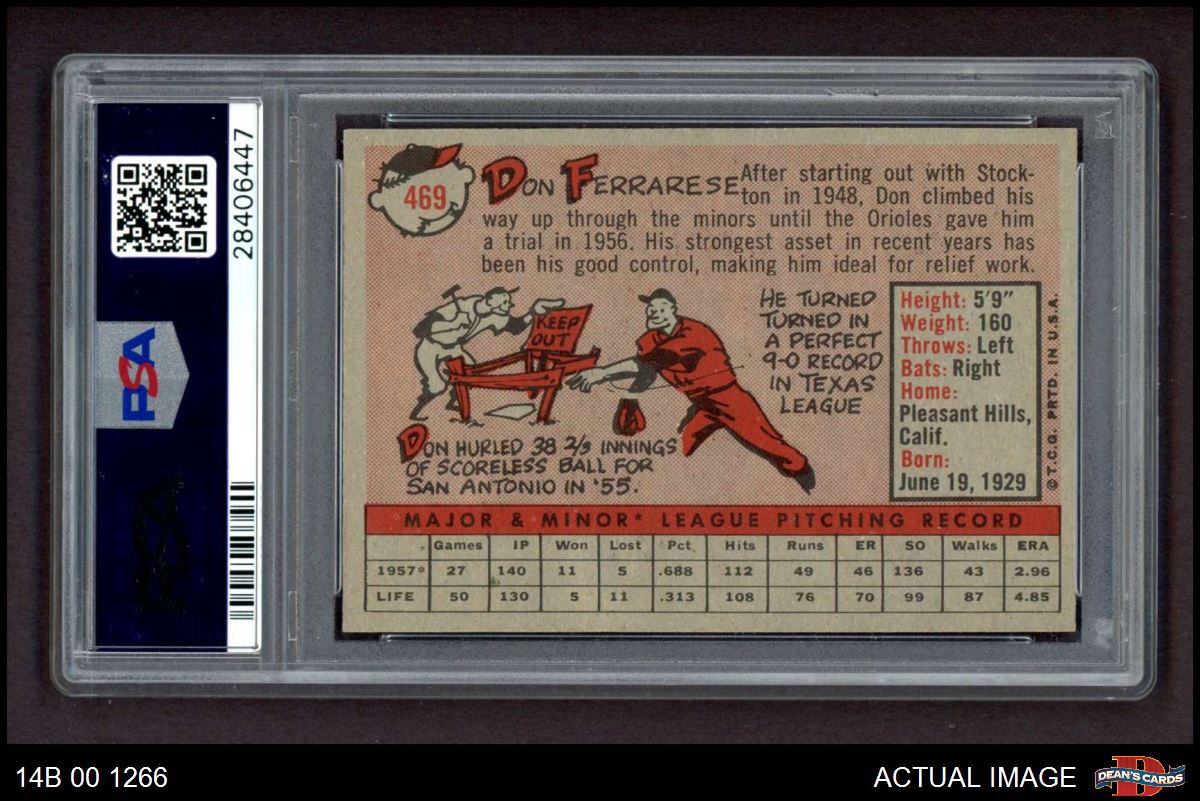 PSA
28406447
469
DON FERRARESE
After starting out with Stock-
ton in 1948, Don climbed his
way up through the minors until the Orioles gave him
a trial in 1956. His strongest asset in recent years has
been his good control, making him ideal for relief work.
KEEP
OUT
DON HURLED 38 2/3 INNINGS
OF SCORELESS BALL FOR
SAN ANTONIO IN '55.
HE TURNED
TURNED IN
A PERFECT
9-0 RECORD
IN TEXAS
LEAGUE
Height: 5'9"
Weight: 160
Throws: Left
Bats: Right
Home:
Pleasant Hills,
Calif.
Born:
June 19, 1929
© T.C.G. PRTD. IN U.S.A.
MAJOR & MINOR* LEAGUE PITCHING RECORD
Games IP Won Lost Pct. Hits Runs ER SO Walks ERA
1957* 27 140 11 5 .688 112 49 46 136 43 2.96
LIFE 50 130 5 11 .313 108 76 70 99 87 4.85
14B 00 1266
ACTUAL IMAGE
DEAN'S CARDS